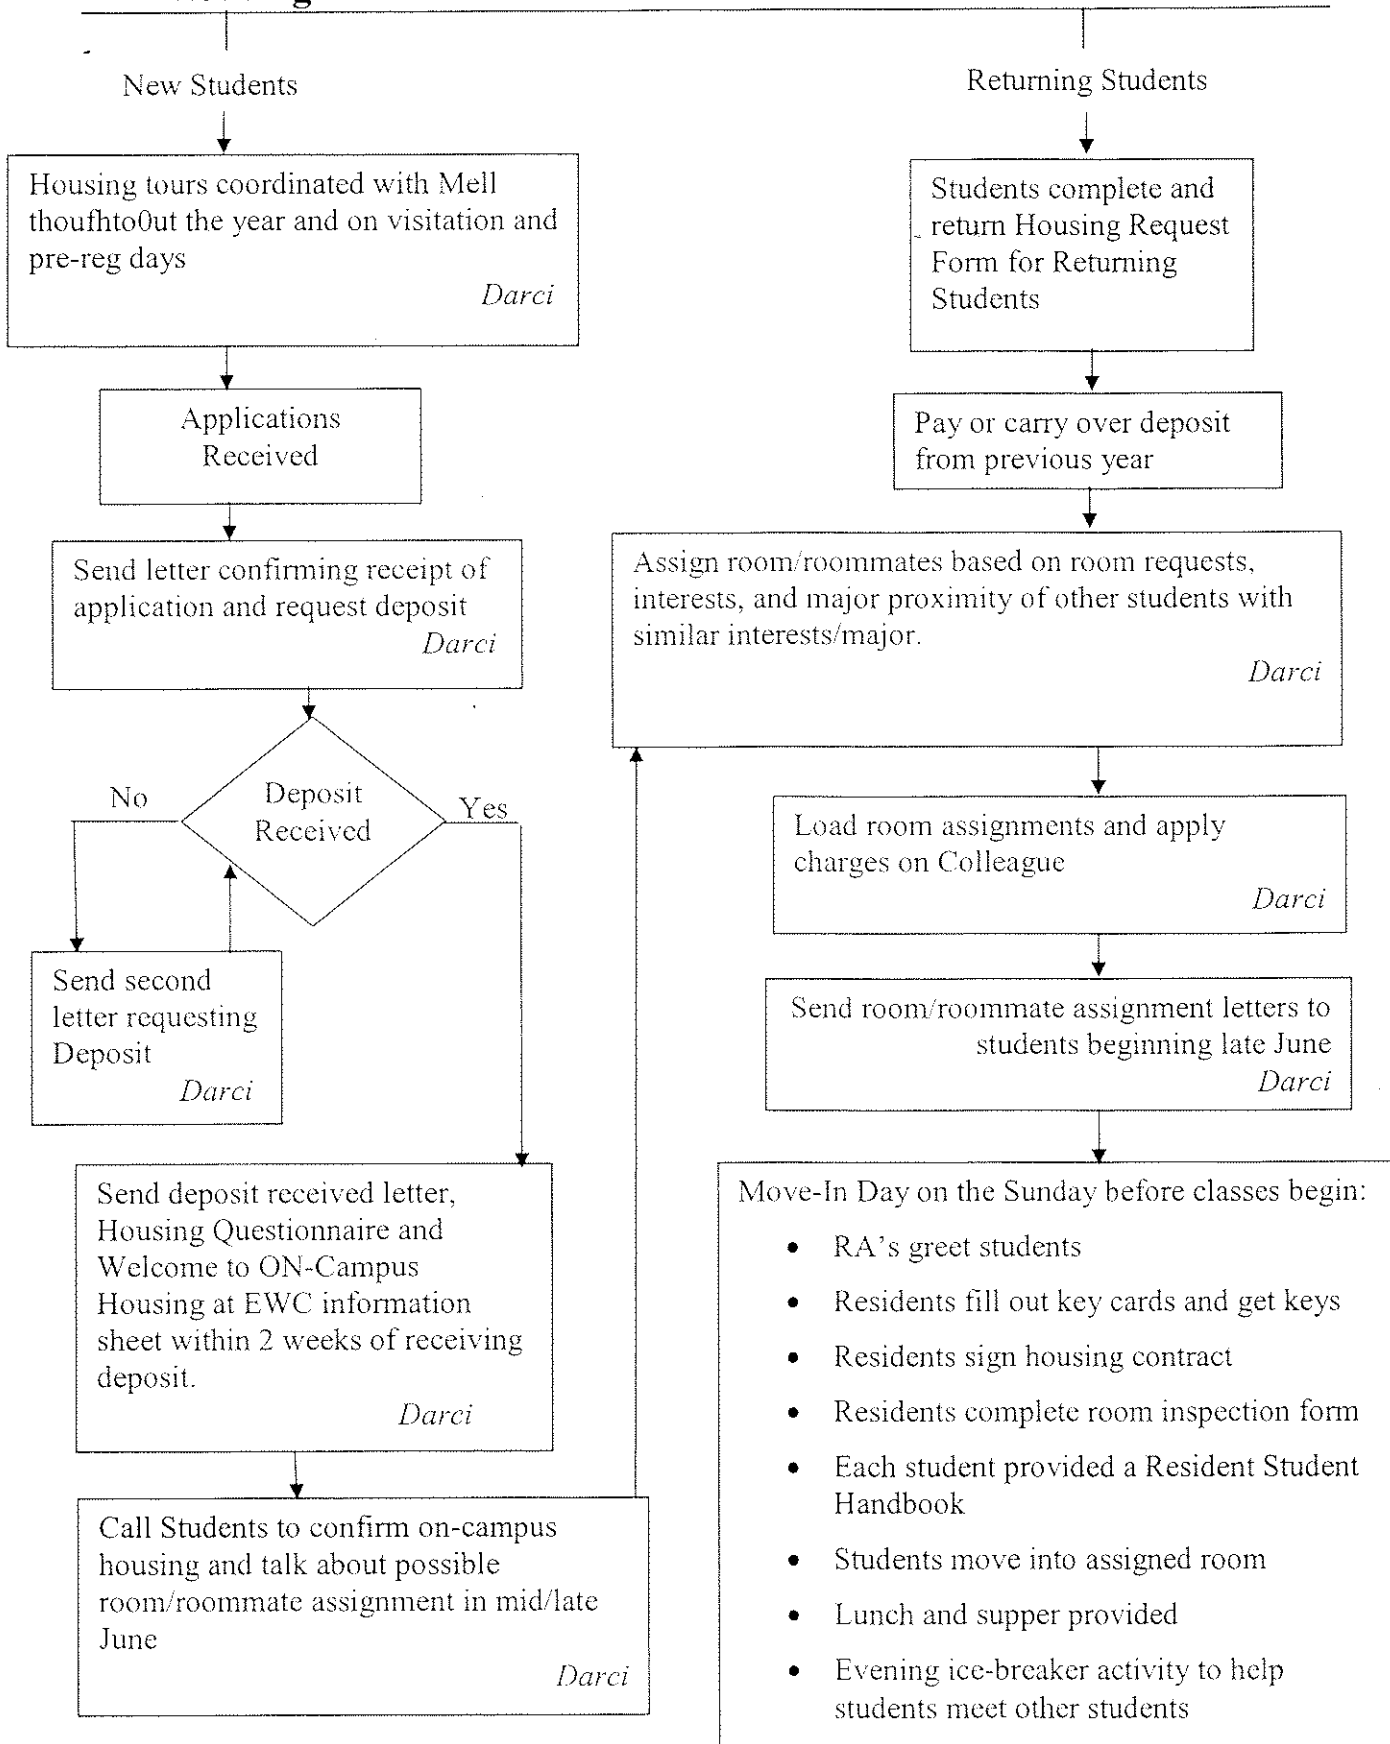 New Students
Housing tours coordinated with Mell
thoufhto0ut the year and on visitation and
pre-reg days
Darci
Applications
Received
Send letter confirming receipt of
application and request deposit
Darci
No
Deposit
Received
Yes
Send second
letter requesting
Deposit
Darci
Send deposit received letter,
Housing Questionnaire and
Welcome to ON-Campus
Housing at EWC information
sheet within 2 weeks of receiving
deposit.
Darci
Call Students to confirm on-campus
housing and talk about possible
room/roommate assignment in mid/late
June
Darci
Returning Students
Students complete and
return Housing Request
Form for Returning
Students
Pay or carry over deposit
from previous year
Assign room/roommates based on room requests,
interests, and major proximity of other students with
similar interests/major.
Darci
Load room assignments and apply
charges on Colleague
Darci
Send room/roommate assignment letters to
students beginning late June
Darci
Move-In Day on the Sunday before classes begin:
• RA's greet students
• Residents fill out key cards and get keys
• Residents sign housing contract
• Residents complete room inspection form
• Each student provided a Resident Student
Handbook
• Students move into assigned room
• Lunch and supper provided
• Evening ice-breaker activity to help
students meet other students